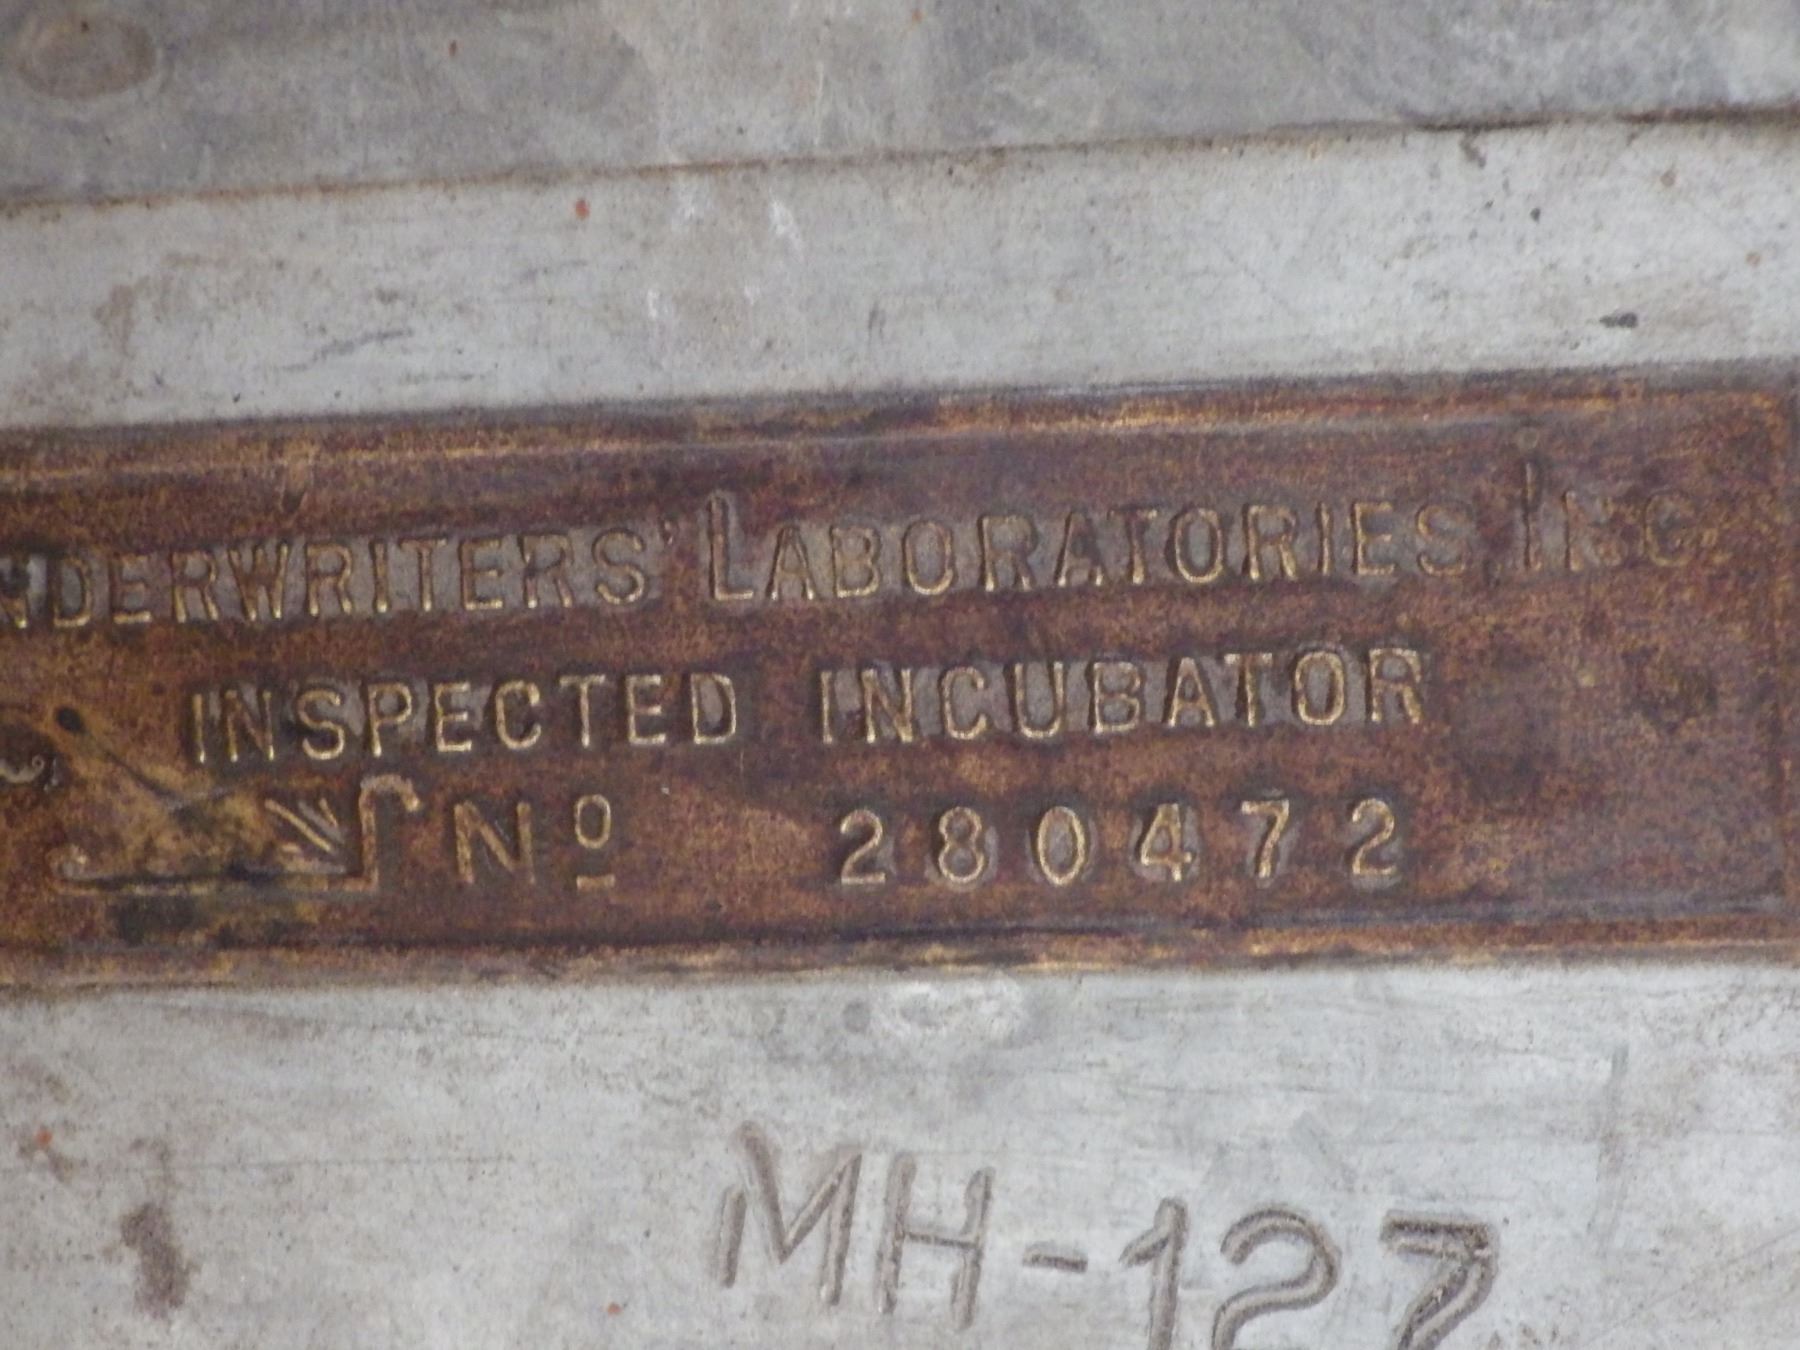 NDERWRITERS' LABORATORIES, INC.
INSPECTED INCUBATOR
Nº 280472
MH-127